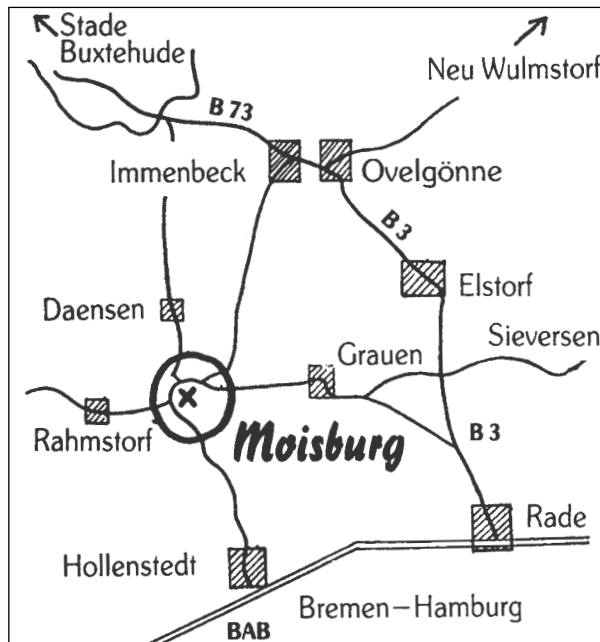 Stade
Buxtehude
Neu Wulmstorf
B 73
Immenbeck
Ovelgönne
B 3
Elstorf
Daensen
Sieversen
Grauen
Rahmstorf
Moisburg
B 3
Rade
Hollenstedt
Bremen–Hamburg
BAB